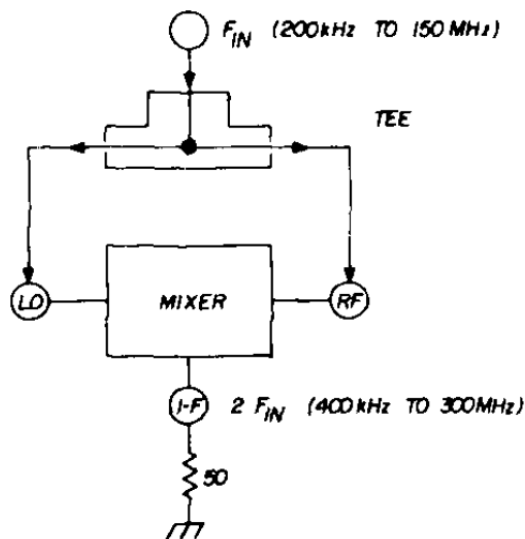 F_IN (200kHz TO 150MHz)
TEE
LO
MIXER
RF
I-F 2 F_IN (400kHz TO 300MHz)
50